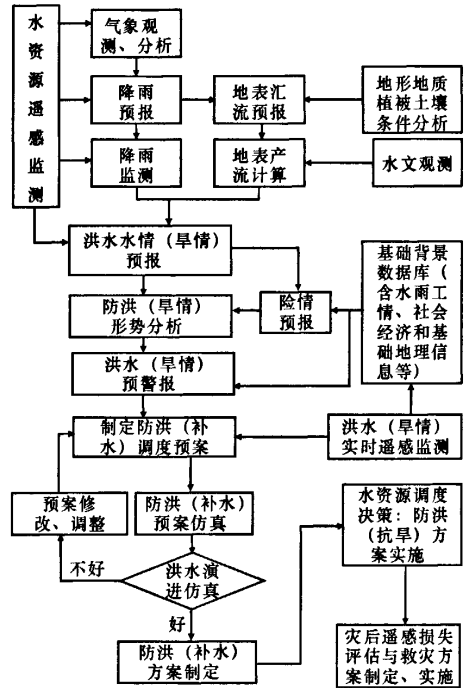 水
资
源
遥
感
监
测
气象观
测、分析
降雨
预报
地表汇
流预报
地形地质
植被土壤
条件分析
降雨
监测
地表产
流计算
水文观测
洪水水情（旱情）
预报
基础背景
数据库（
含水雨工
情、社会
经济和基
础地理信
息等）
防洪（旱情）
形势分析
险情
预报
洪水（旱情）
预警报
制定防洪（补
水）调度预案
洪水（旱情）
实时遥感监测
预案修
改、调整
防洪（补水）
预案仿真
水资源调度
决策：防洪
（抗旱）方
案实施
不好
洪水演
进仿真
好
防洪（补水）
方案制定
灾后遥感损失
评估与救灾方
案制定、实施